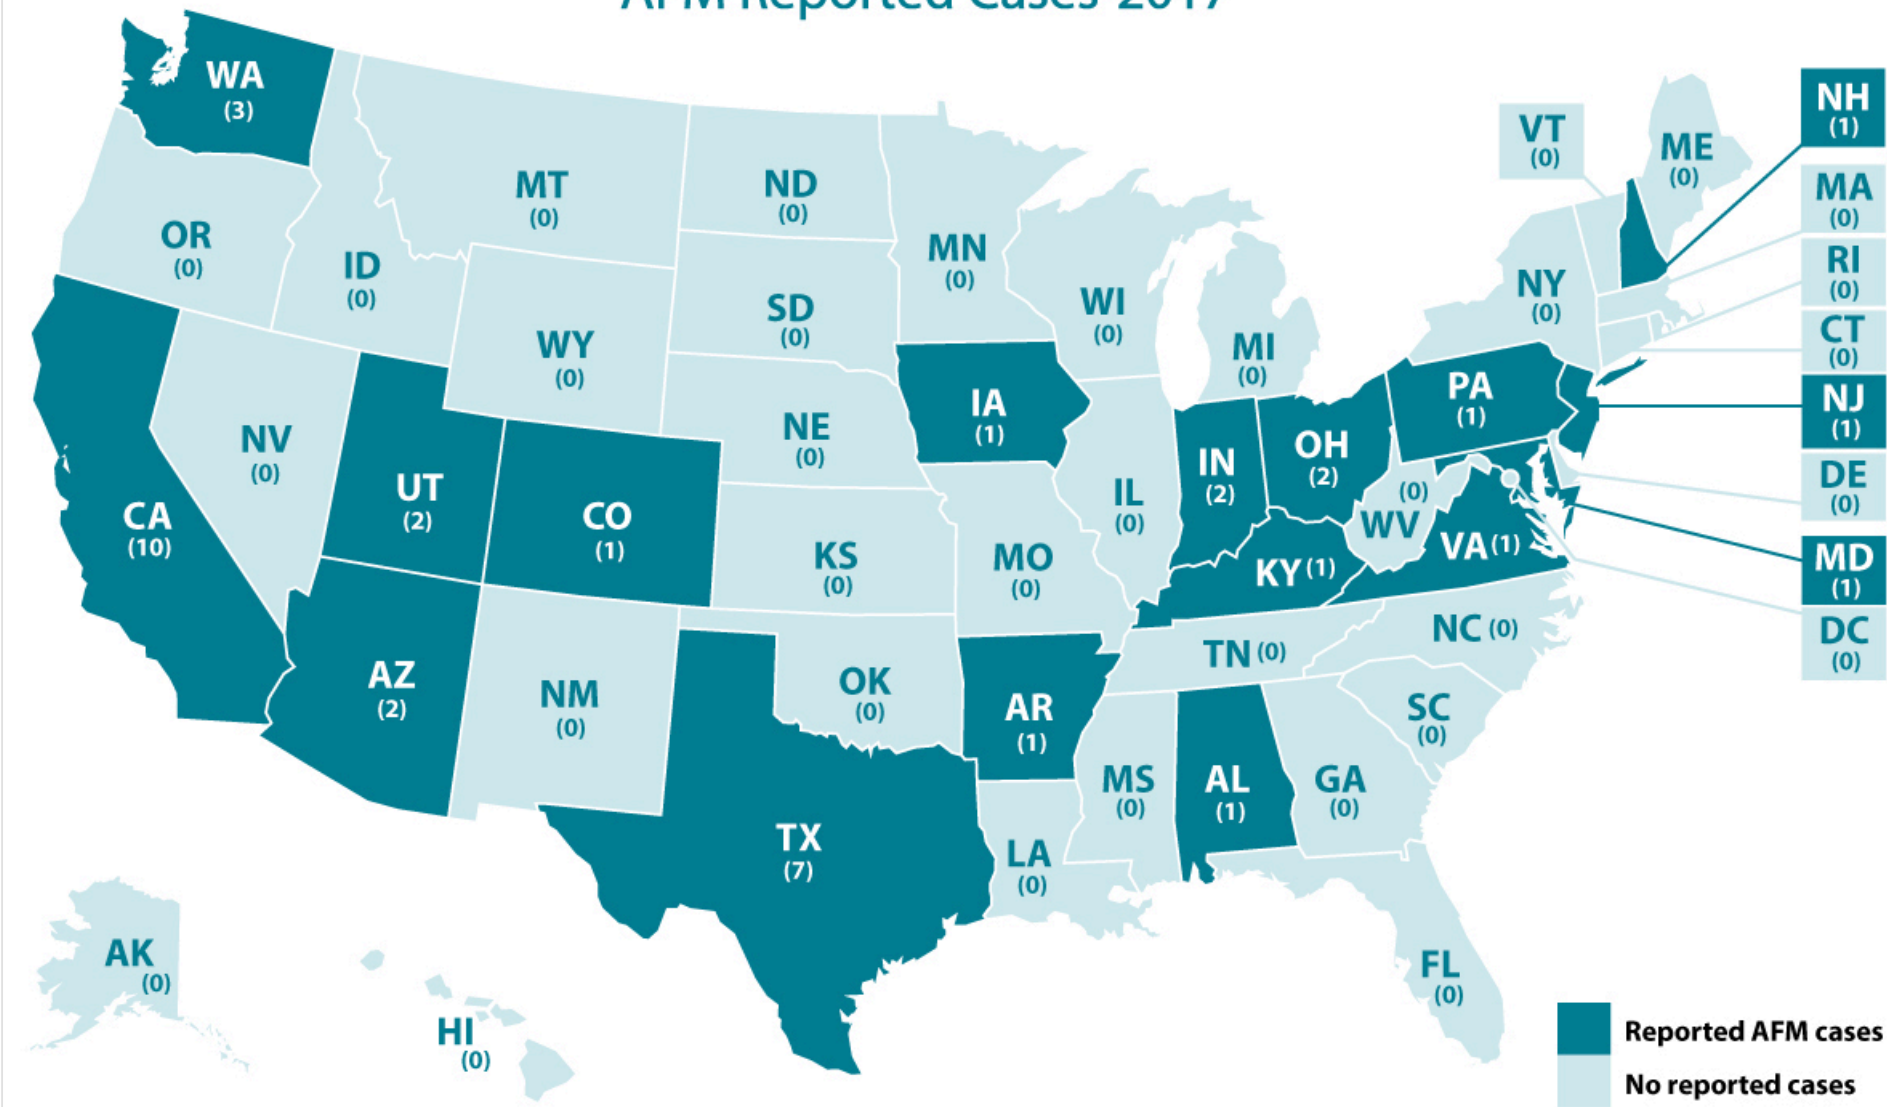 AFM Reported Cases 2017
WA
(3)
MT
(0)
ND
(0)
MN
(0)
VT
(0)
ME
(0)
NH
(1)
MA
(0)
RI
(0)
CT
(0)
NJ
(1)
DE
(0)
MD
(1)
DC
(0)
OR
(0)
ID
(0)
WY
(0)
SD
(0)
WI
(0)
MI
(0)
NY
(0)
CA
(10)
NV
(0)
UT
(2)
CO
(1)
NE
(0)
IA
(1)
IL
(0)
IN
(2)
OH
(2)
PA
(1)
(0)
WV
VA (1)
KS
(0)
MO
(0)
KY (1)
AZ
(2)
NM
(0)
OK
(0)
AR
(1)
TN (0)
NC (0)
SC
(0)
TX
(7)
LA
(0)
MS
(0)
AL
(1)
GA
(0)
FL
(0)
AK
(0)
HI
(0)
Reported AFM cases
No reported cases